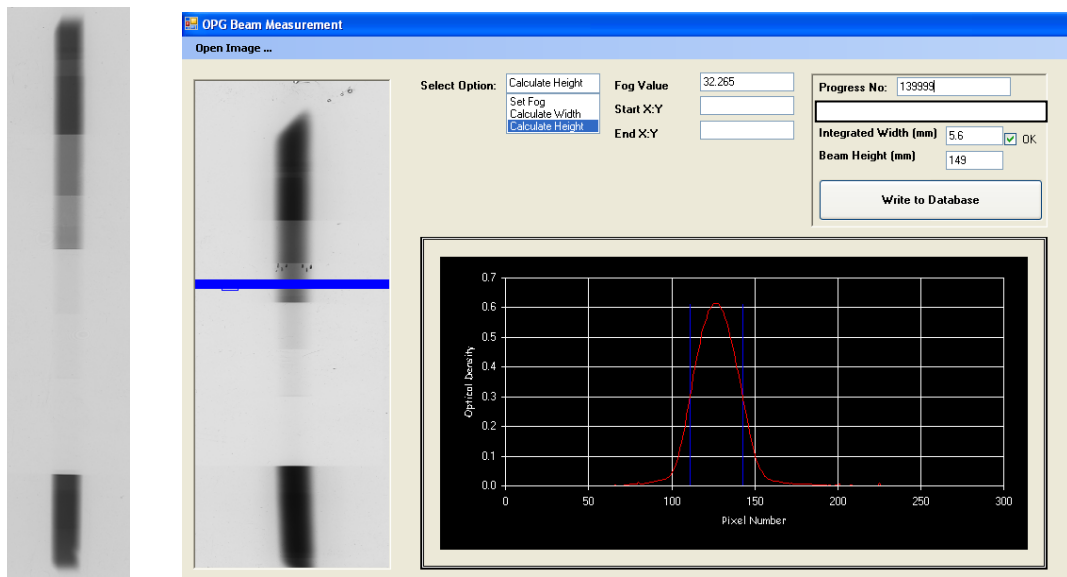 OPG Beam Measurement
Open Image ...
Select Option: Calculate Height
Set Fog
Calculate Width
Calculate Height
Fog Value 32.265
Start X:Y
End X:Y
Progress No: 139999
Integrated Width (mm) 5.6 OK
Beam Height (mm) 149
Write to Database
Optical Density
0.7
0.6
0.5
0.4
0.3
0.2
0.1
0.0
0 50 100 150 200 250 300
Pixel Number